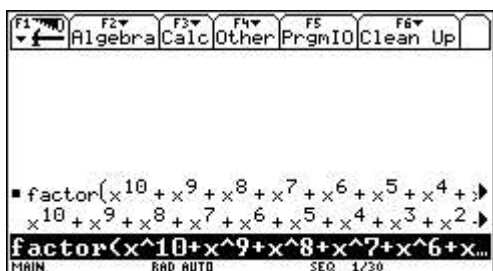 F1 F2 F3 F4 F5 F6
Algebra Calc Other PrgmIO Clean Up
factor(x^10 + x^9 + x^8 + x^7 + x^6 + x^5 + x^4 +
x^10 + x^9 + x^8 + x^7 + x^6 + x^5 + x^4 + x^3 + x^2
factor(x^10+x^9+x^8+x^7+x^6+x…
MAIN RAD AUTO SEQ 1/30